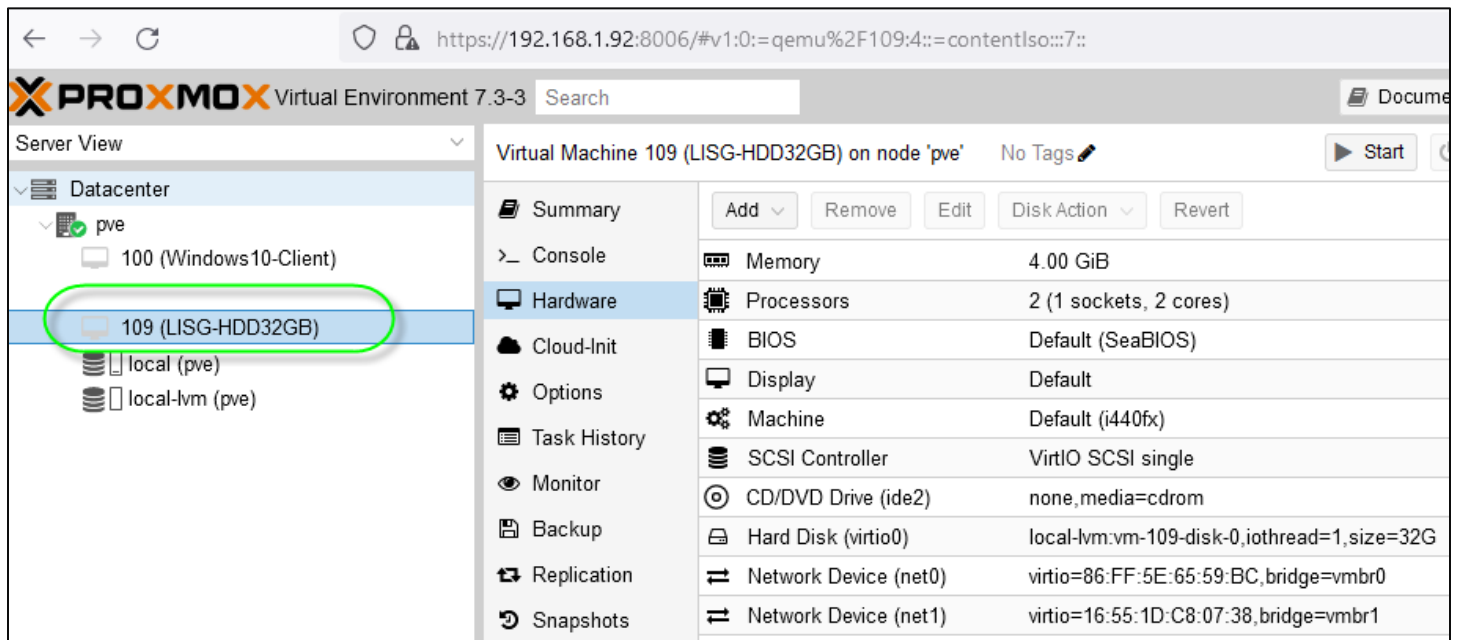 https://192.168.1.92:8006/#v1:0:=qemu%2F109:4::=contentIso:::7::
PROXMOX Virtual Environment 7.3-3 Search
Server View
Datacenter
pve
100 (Windows10-Client)
109 (LISG-HDD32GB)
local (pve)
local-lvm (pve)
Docume
Virtual Machine 109 (LISG-HDD32GB) on node 'pve' No Tags Start
Summary
Console
Hardware
Cloud-Init
Options
Task History
Monitor
Backup
Replication
Snapshots
Add Remove Edit Disk Action Revert
Memory 4.00 GiB
Processors 2 (1 sockets, 2 cores)
BIOS Default (SeaBIOS)
Display Default
Machine Default (i440fx)
SCSI Controller VirtIO SCSI single
CD/DVD Drive (ide2) none,media=cdrom
Hard Disk (virtio0) local-lvm:vm-109-disk-0,iothread=1,size=32G
Network Device (net0) virtio=86:FF:5E:65:59:BC,bridge=vmbr0
Network Device (net1) virtio=16:55:1D:C8:07:38,bridge=vmbr1